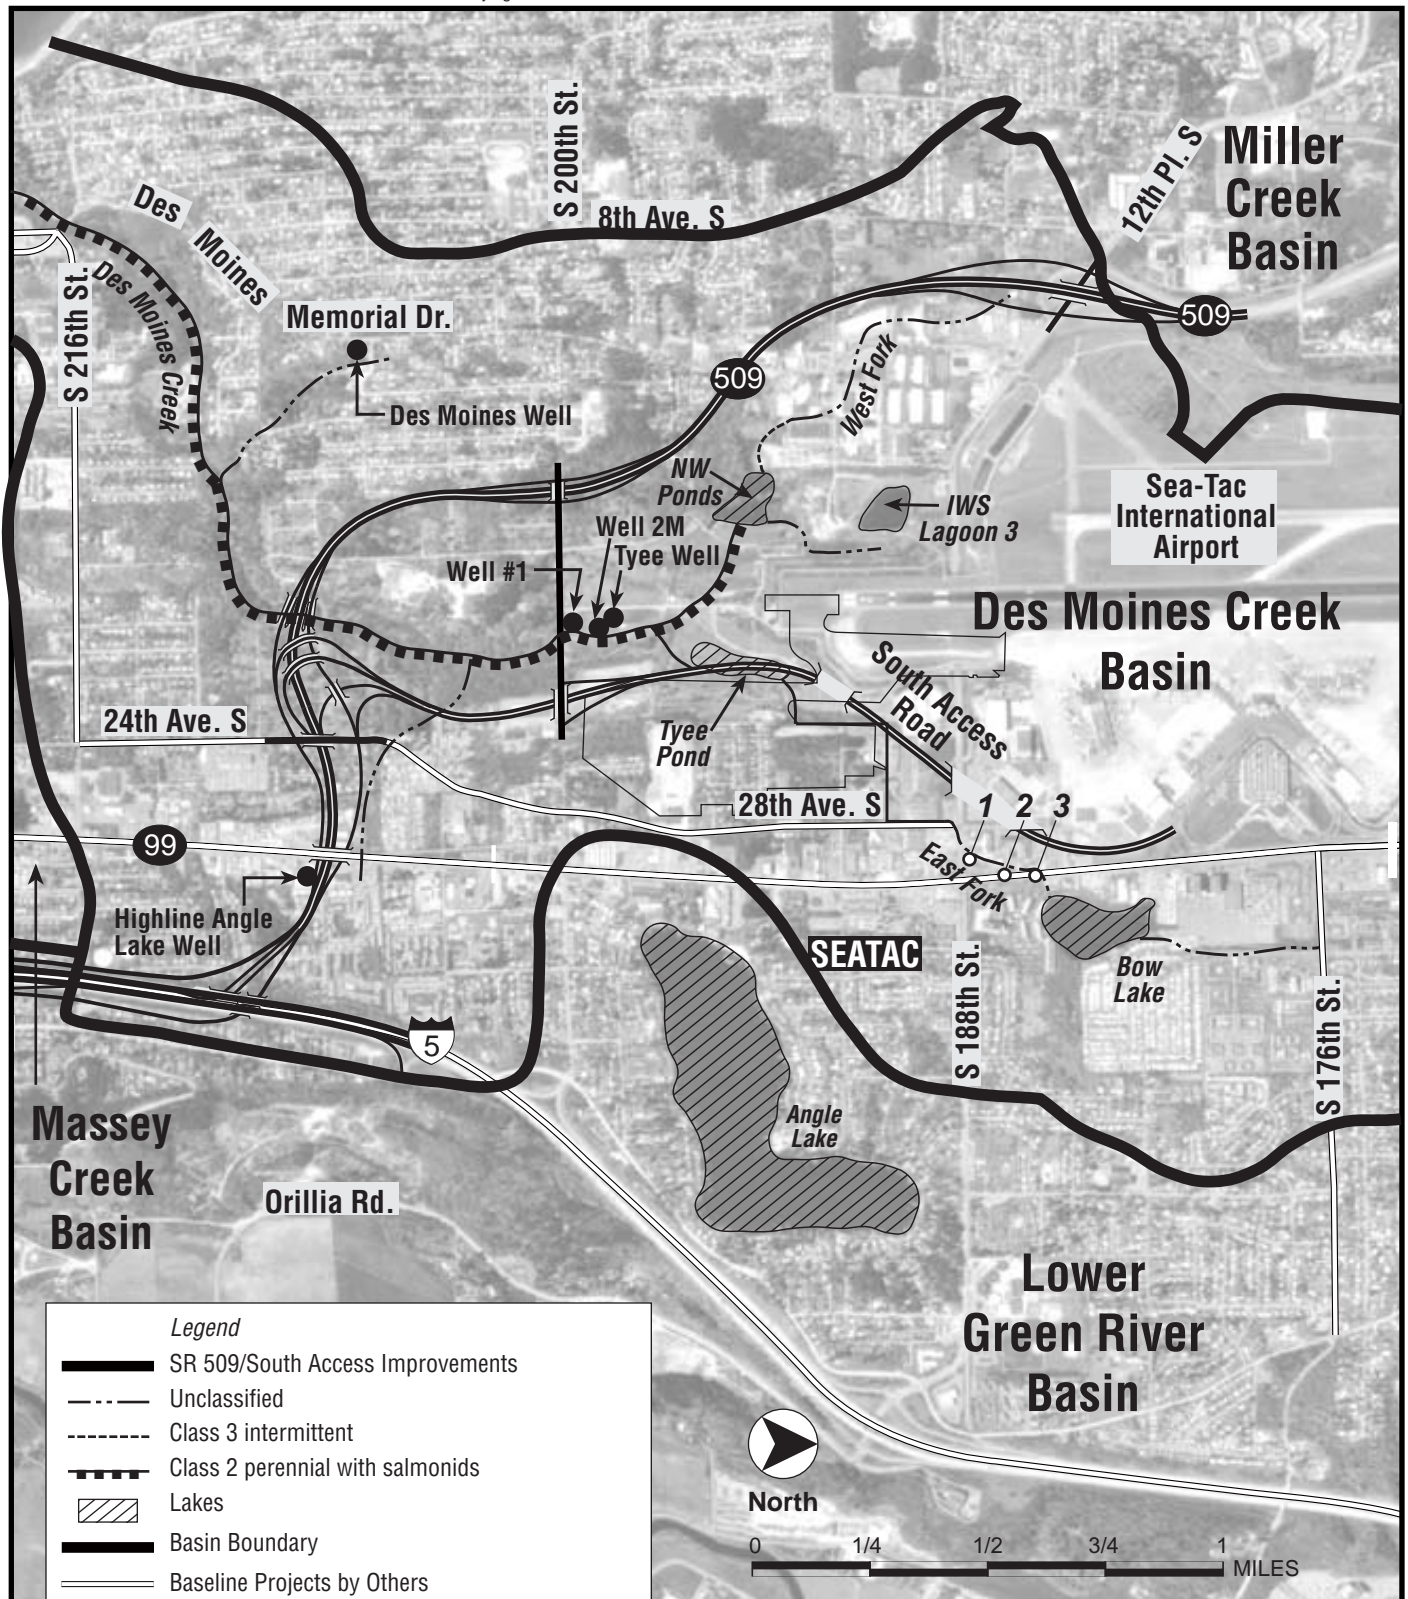 S 200th St.
8th Ave. S
12th Pl. S
Miller
Creek
Basin
Des
Moines
Memorial Dr.
Des Moines Creek
S 216th St.
Des Moines Well
509
509
West Fork
NW
Ponds
IWS
Lagoon 3
Sea-Tac
International
Airport
Well 2M
Tyee Well
Well #1
Des Moines Creek
Basin
South Access
Road
24th Ave. S
Tyee
Pond
28th Ave. S
1 2 3
99
East Fork
Highline Angle
Lake Well
SEATAC
S 188th St.
Bow
Lake
S 176th St.
5
Massey
Creek
Basin
Angle
Lake
Orillia Rd.
Lower
Green River
Basin
Legend
SR 509/South Access Improvements
Unclassified
Class 3 intermittent
Class 2 perennial with salmonids
Lakes
Basin Boundary
Baseline Projects by Others
North
0 1/4 1/2 3/4 1
MILES